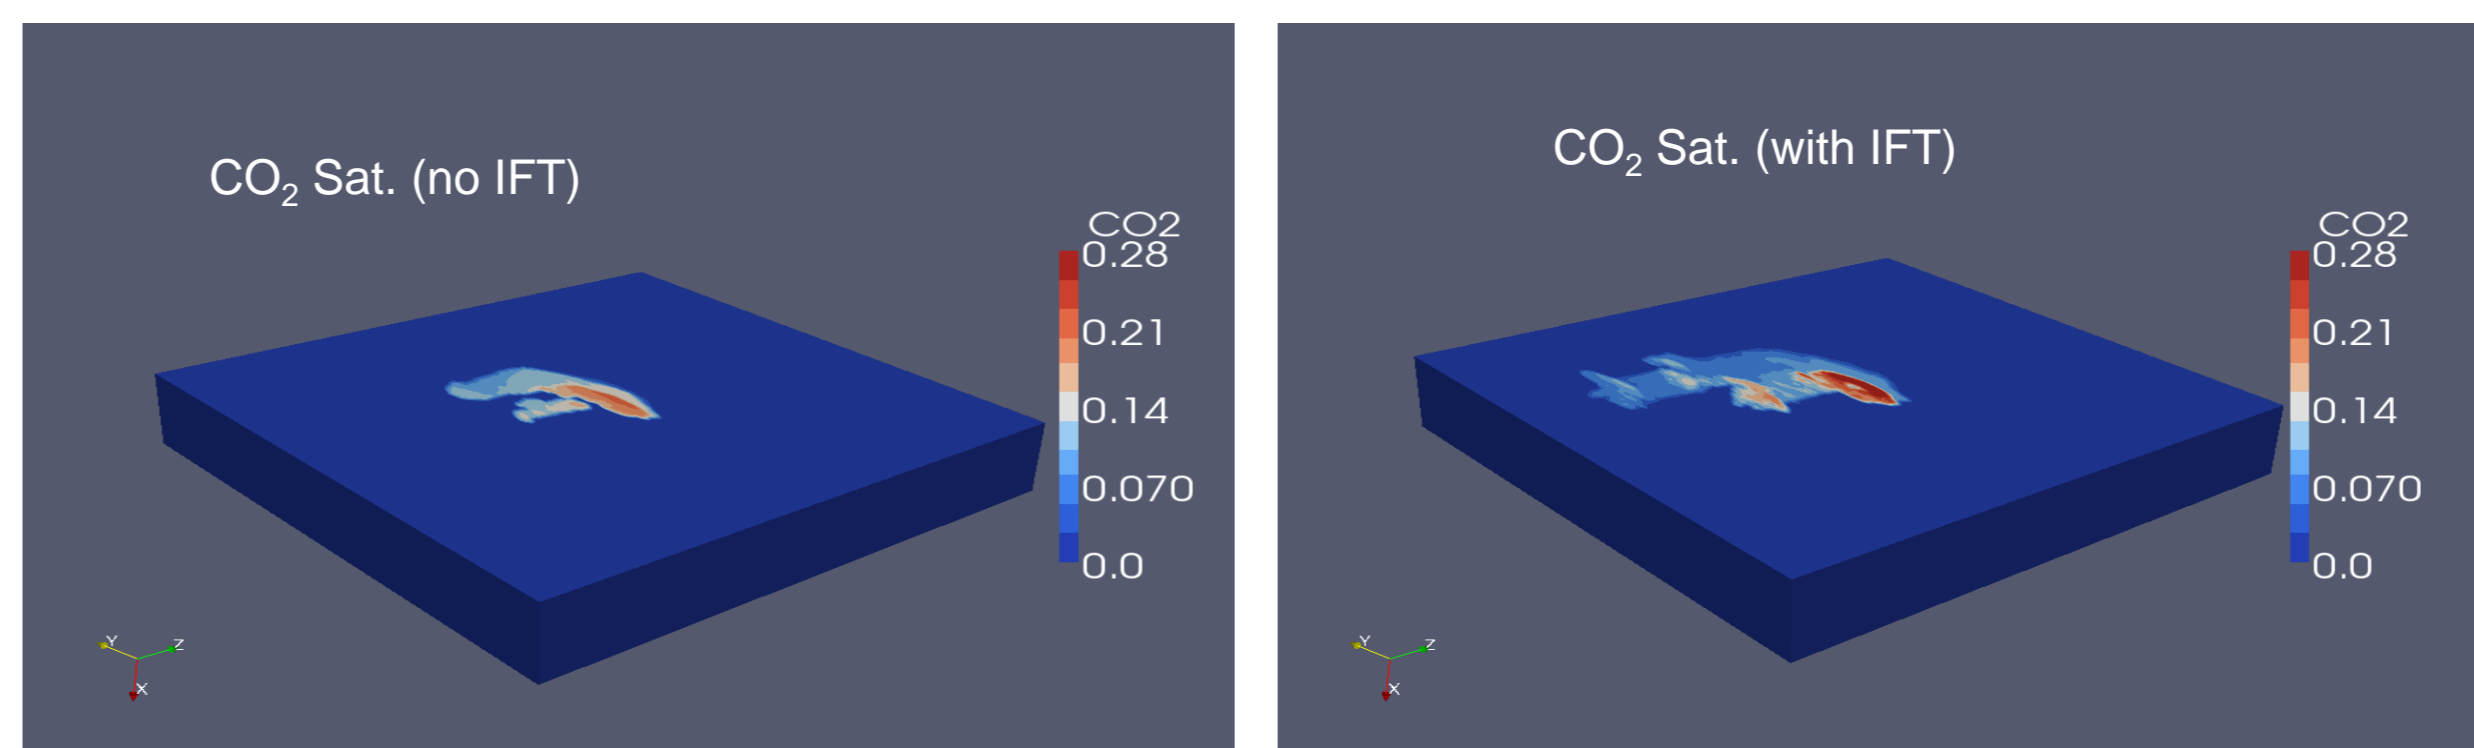 CO₂ Sat. (no IFT)
CO2
0.28
0.21
0.14
0.070
0.0
Y
Z
X
CO₂ Sat. (with IFT)
CO2
0.28
0.21
0.14
0.070
0.0
Y
Z
X